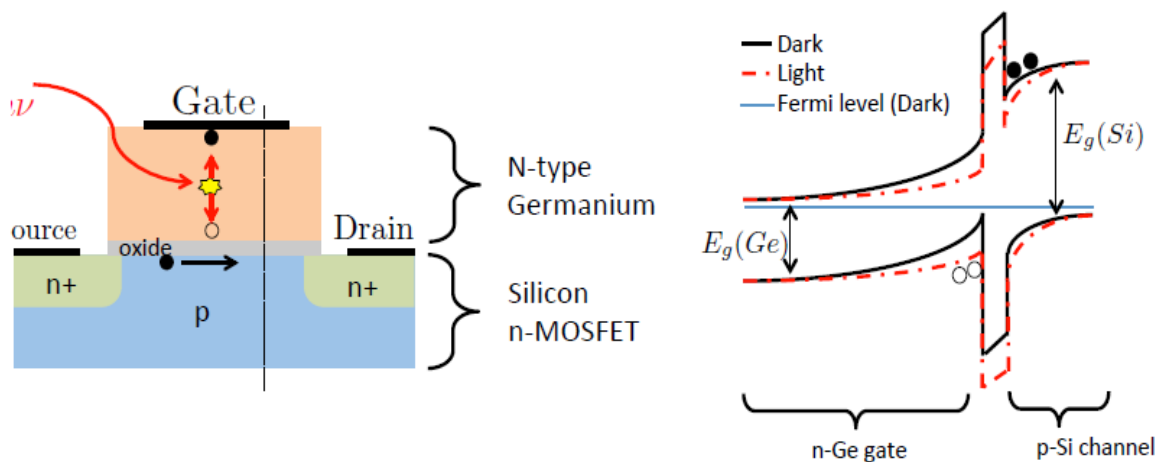 ν
Gate
N-type
Germanium
ource
oxide
Drain
n+
n+
p
Silicon
n-MOSFET
Dark
Light
Fermi level (Dark)
E_g(Si)
E_g(Ge)
n-Ge gate
p-Si channel